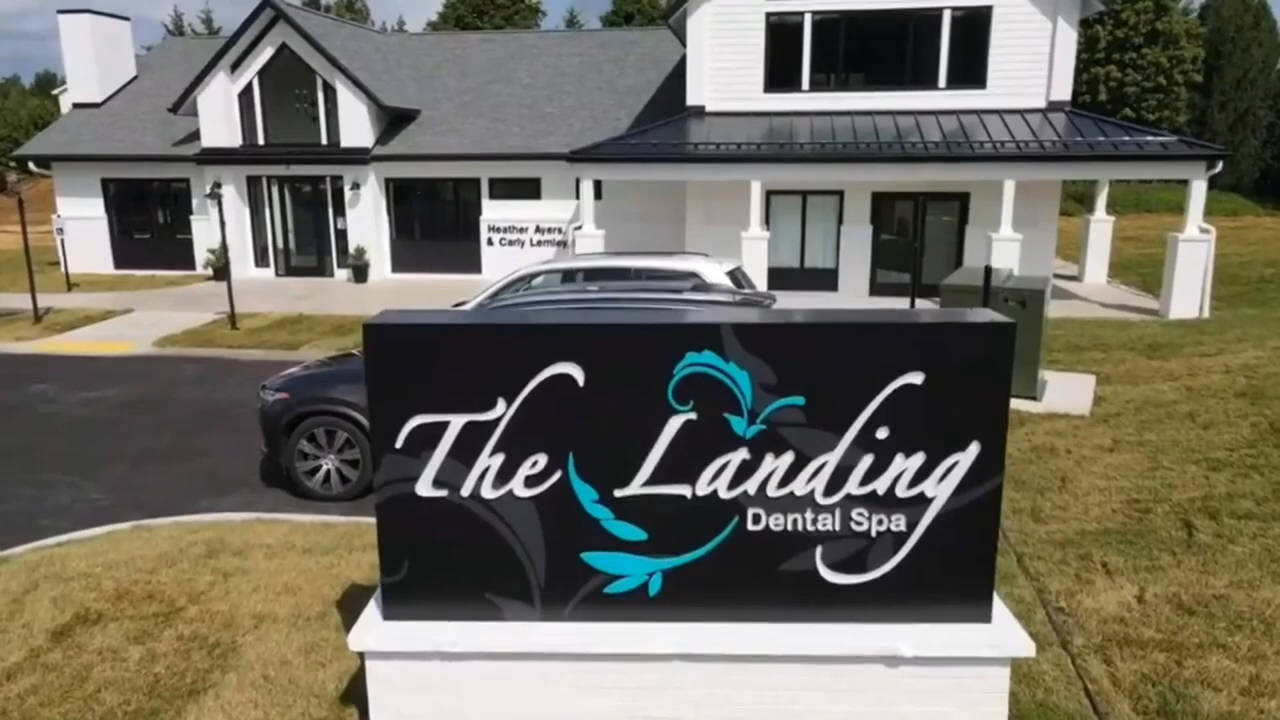 Heather Ayers,
& Carly Lemley,
The Landing
Dental Spa